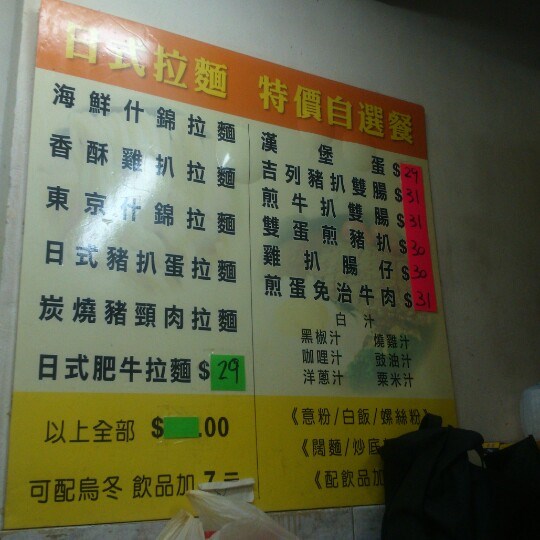 日式拉麵
海鮮什錦拉麵
香酥雞扒拉麵
東京什錦拉麵
日式豬扒蛋拉麵
炭燒豬頸肉拉麵
日式肥牛拉麵 $29
以上全部 $ .00
可配烏冬 飲品加7元
特價自選餐
漢堡蛋 $29
吉列豬扒雙腸 $31
煎牛扒雙腸 $31
雙蛋煎豬扒 $30
雞扒腸仔 $30
煎蛋免治牛肉 $31
白汁
黑椒汁 燒雞汁
咖哩汁 豉油汁
洋蔥汁 粟米汁
《意粉/白飯/螺絲粉》
《闊麵/炒底
《配飲品加